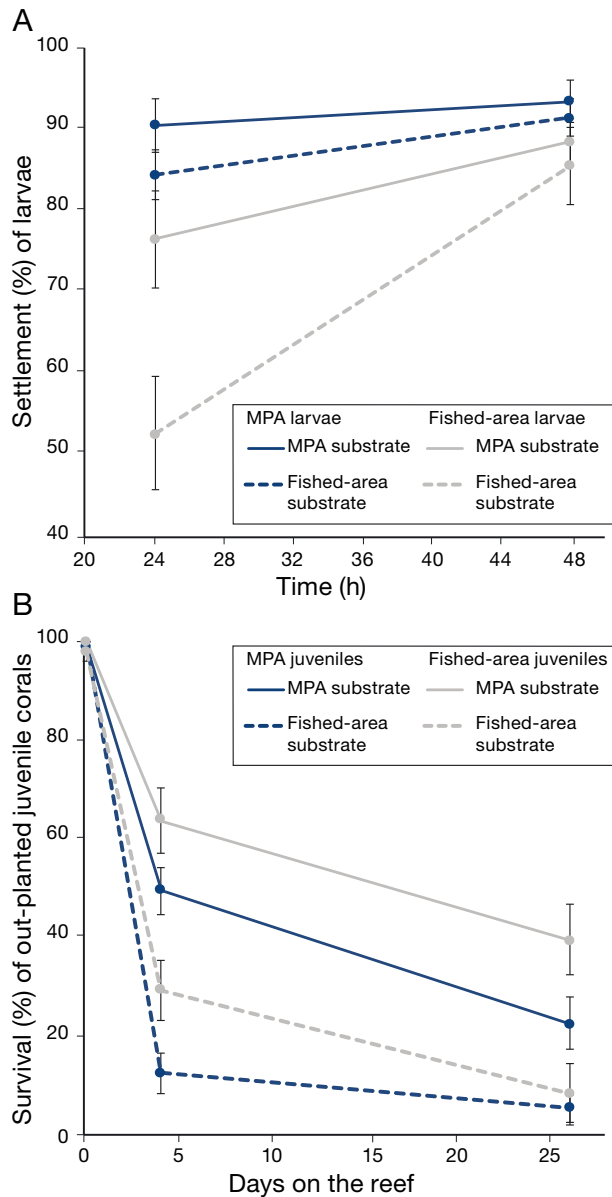 A
Settlement (%) of larvae
100
90
80
70
60
50
40
MPA larvae Fished-area larvae
MPA substrate MPA substrate
Fished-area substrate Fished-area substrate
20 24 28 32 36 40 44 48
Time (h)
B
Survival (%) of out-planted juvenile corals
100
80
60
40
20
0
MPA juveniles Fished-area juveniles
MPA substrate MPA substrate
Fished-area substrate Fished-area substrate
0 5 10 15 20 25
Days on the reef